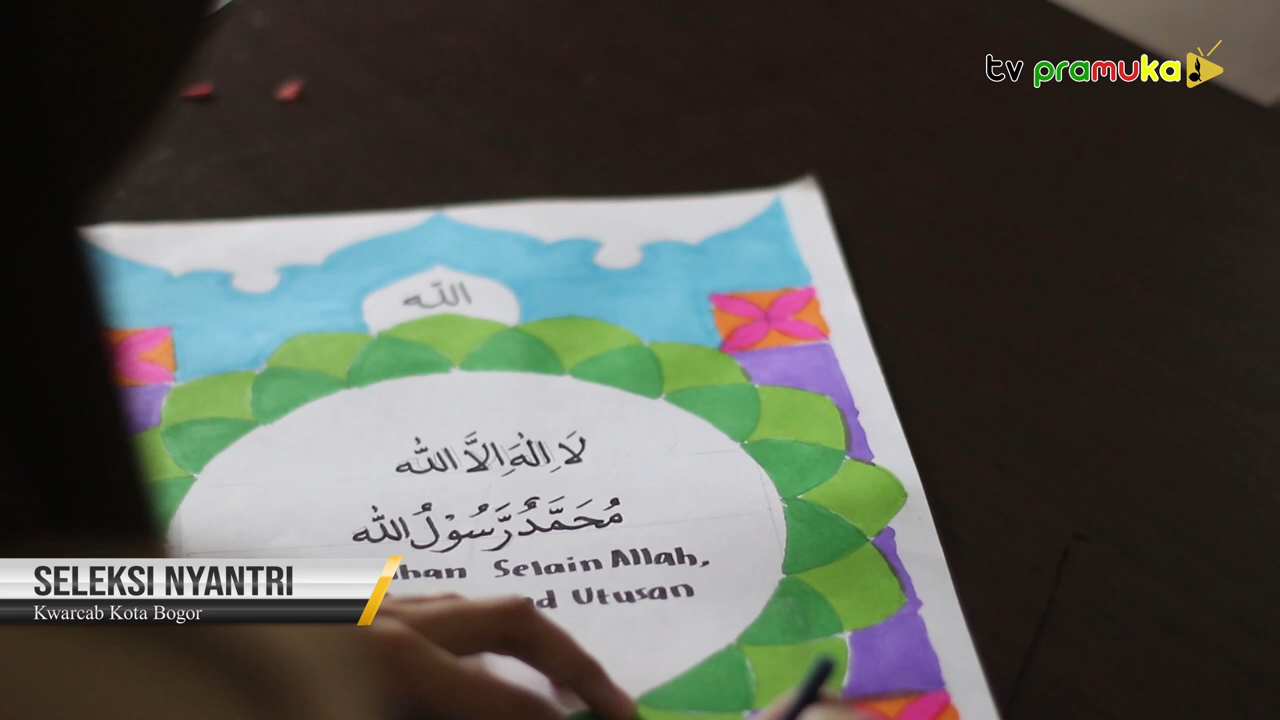 tv pramuka
الله
لَا اِلٰهَ اِلَّا اللّٰه
مُحَمَّدٌ رَّسُوْلُ اللّٰه
Selain Allah,
Utusan
SELEKSI NYANTRI
Kwarcab Kota Bogor